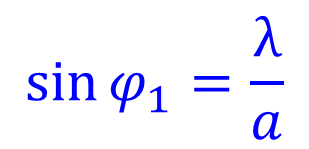 sin φ₁ = λ/a